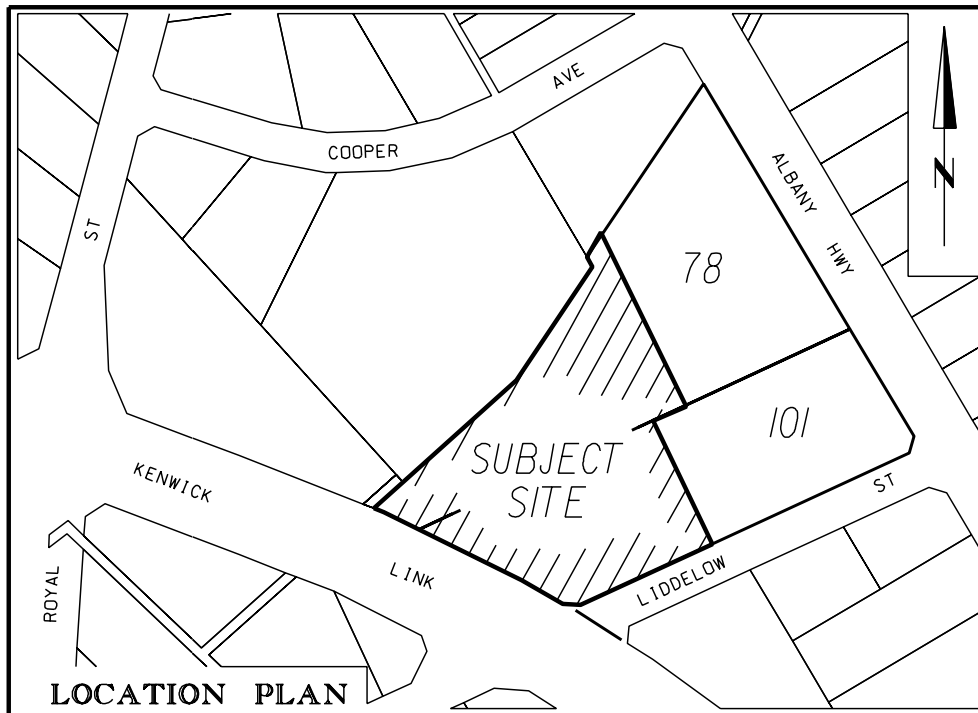 AVE
COOPER
ALBANY
HWY
N
ST
78
101
SUBJECT
SITE
KENWICK
LINK
ST
LIDDELOW
ROYAL
LOCATION PLAN